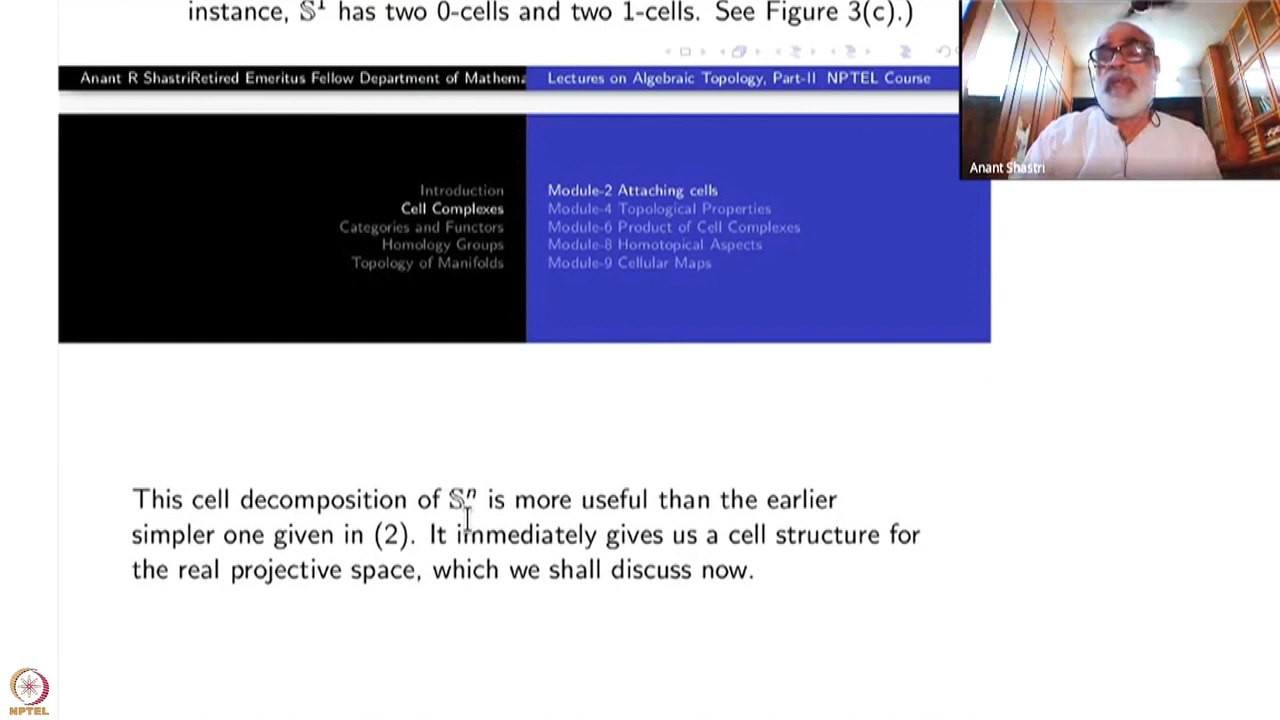 instance, 𝕊¹ has two 0-cells and two 1-cells. See Figure 3(c).)
Anant R ShastriRetired Emeritus Fellow Department of Mathema
Lectures on Algebraic Topology, Part-II NPTEL Course
Anant Shastri
Introduction
Cell Complexes
Categories and Functors
Homology Groups
Topology of Manifolds
Module-2 Attaching cells
Module-4 Topological Properties
Module-6 Product of Cell Complexes
Module-8 Homotopical Aspects
Module-9 Cellular Maps
This cell decomposition of 𝕊ⁿ is more useful than the earlier
simpler one given in (2). It immediately gives us a cell structure for
the real projective space, which we shall discuss now.
NPTEL